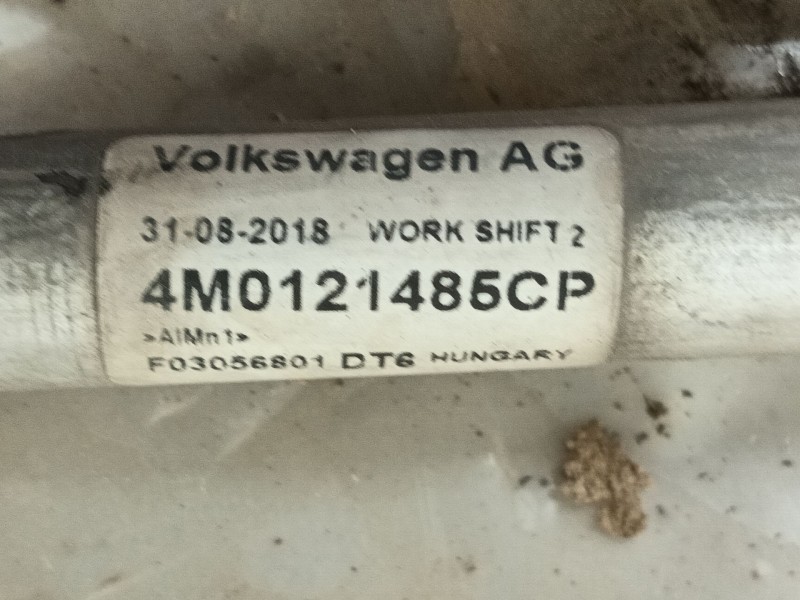 Volkswagen AG
31-08-2018 WORK SHIFT 2
4M0121485CP
>AlMn1<
F03056801 DT6 HUNGARY